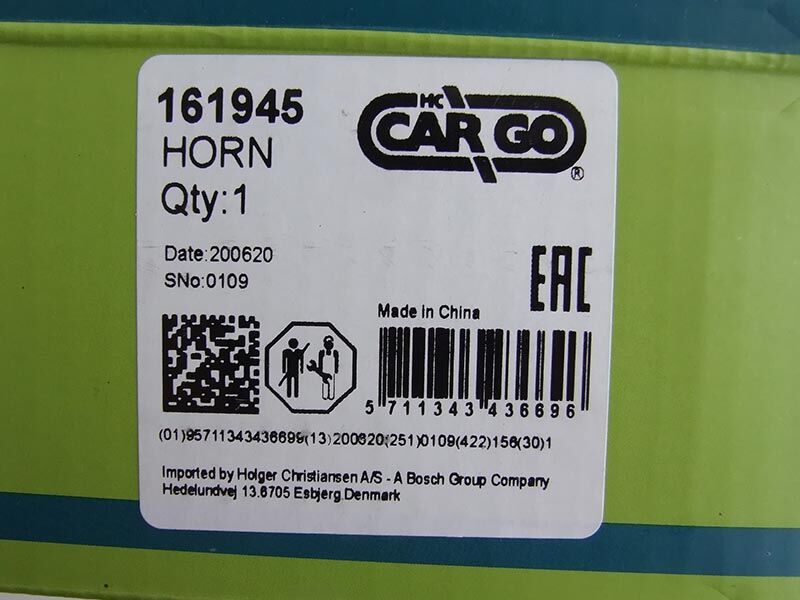 161945
HC
CAR GO
®
HORN
Qty:1
Date:200620
SNo:0109
EAC
Made in China
5 711343 436696
(01)95711343436699(13)200620(251)0109(422)156(30)1
Imported by Holger Christiansen A/S - A Bosch Group Company
Hedelundvej 13.6705 Esbjerg.Denmark